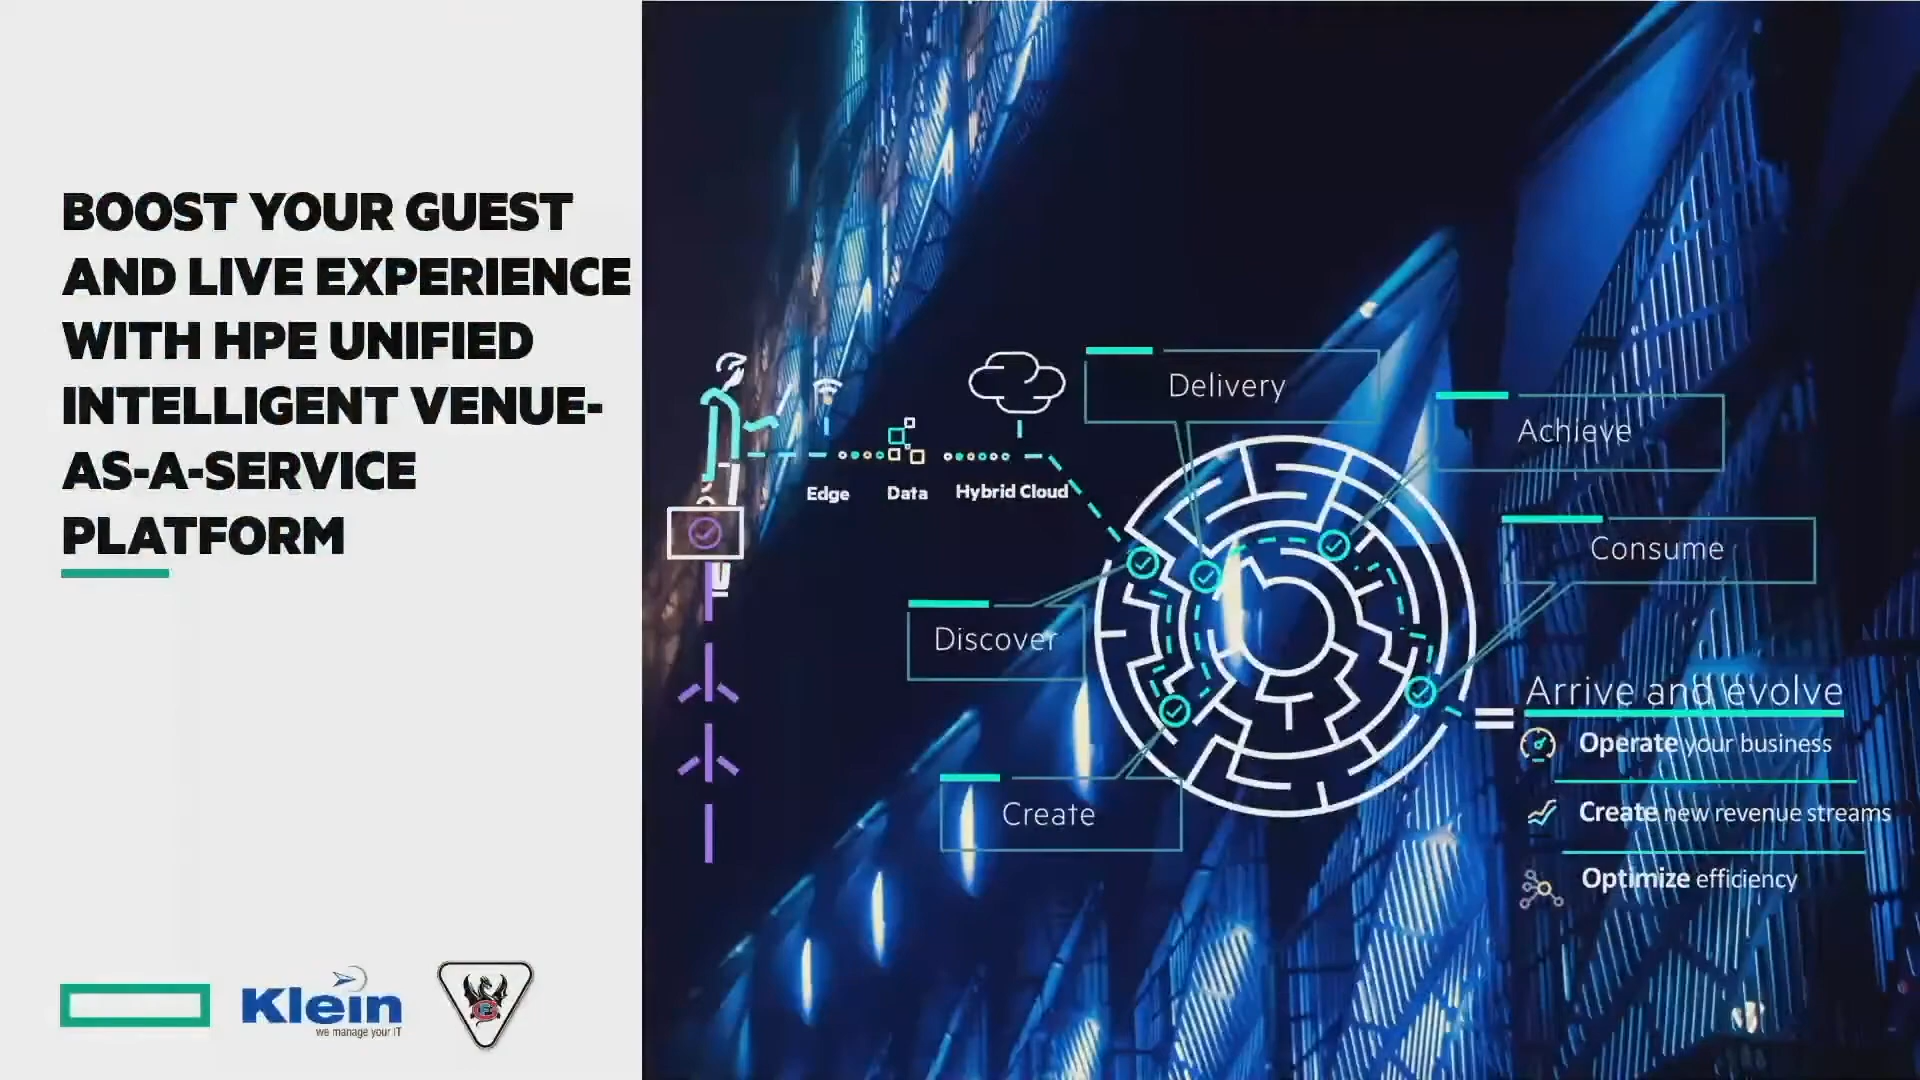 BOOST YOUR GUEST
AND LIVE EXPERIENCE
WITH HPE UNIFIED
INTELLIGENT VENUE-
AS-A-SERVICE
PLATFORM
Klein
we manage your IT
Edge
Data
Hybrid Cloud
Delivery
Achieve
Consume
Discover
Create
=
Arrive and evolve
Operate your business
Create new revenue streams
Optimize efficiency